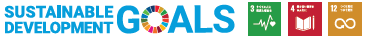 SUSTAINABLE
DEVELOPMENT
GOALS
3
4
12